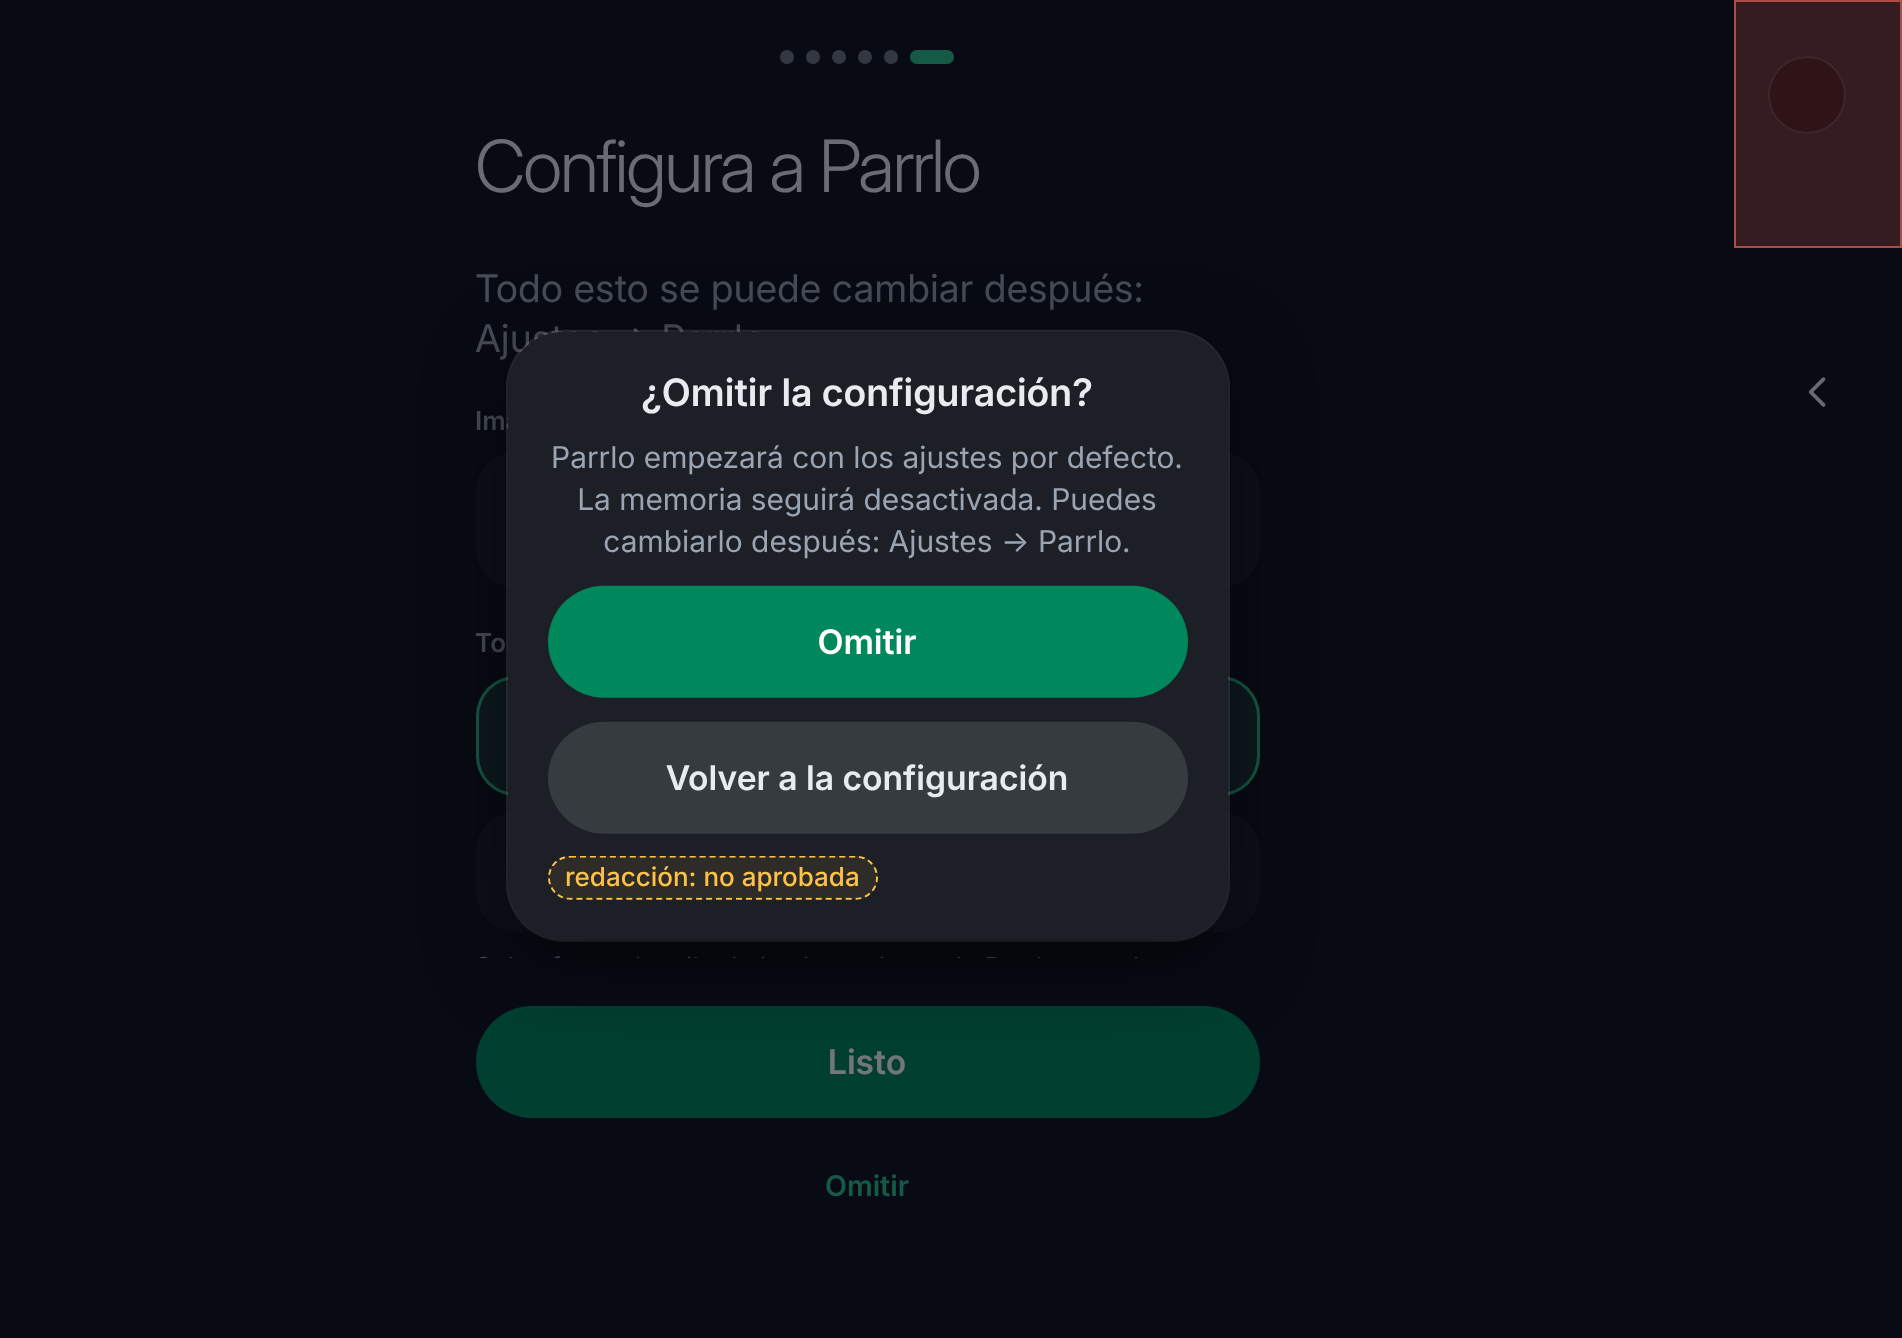 Configura a Parrlo
Todo esto se puede cambiar después:
¿Omitir la configuración?
Parrlo empezará con los ajustes por defecto.
La memoria seguirá desactivada. Puedes
cambiarlo después: Ajustes → Parrlo.
Omitir
Volver a la configuración
redacción: no aprobada
Listo
Omitir